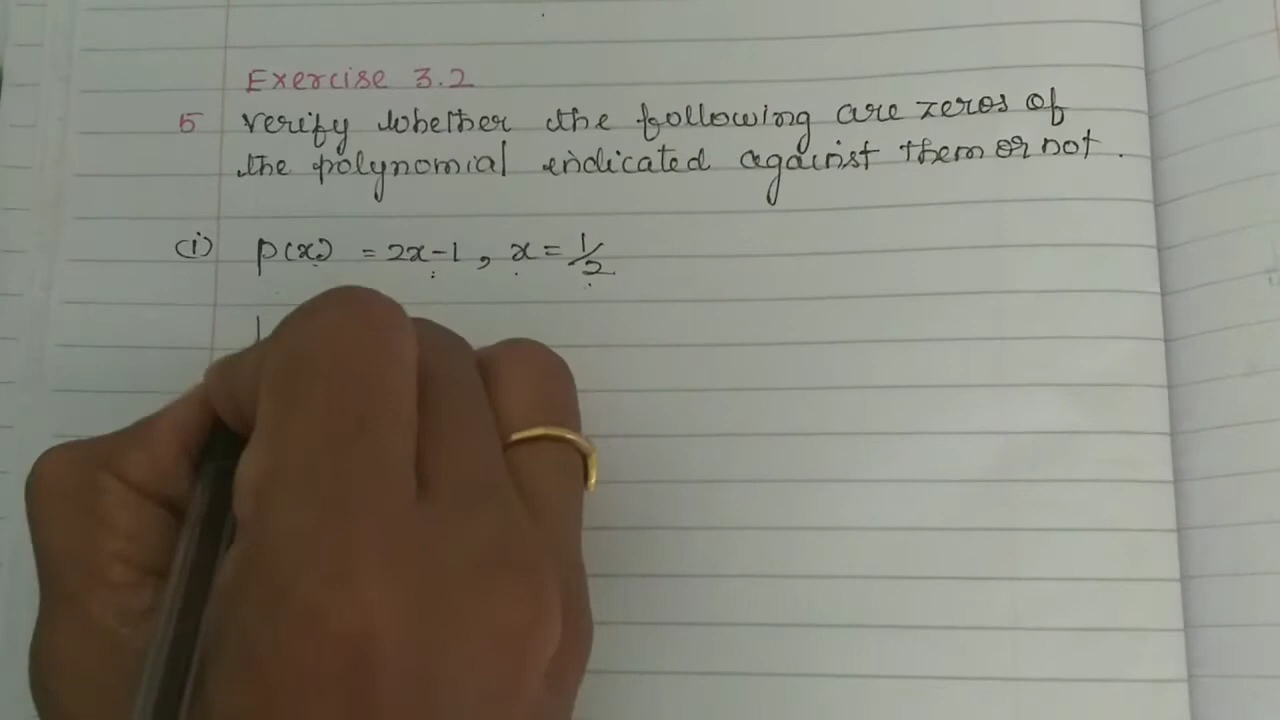 Exercise 3.2
5 verify whether the following are zeros of
the polynomial indicated against them or not.
(i) p(x) = 2x-1, x = 1/2